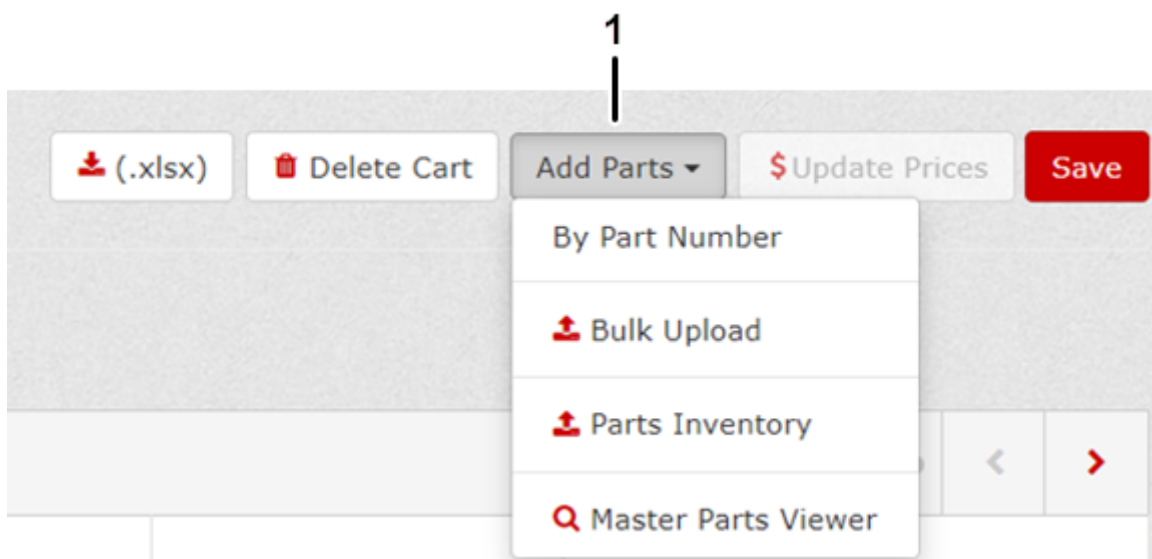 1
(.xlsx) Delete Cart Add Parts $Update Prices Save
By Part Number
Bulk Upload
Parts Inventory
Master Parts Viewer